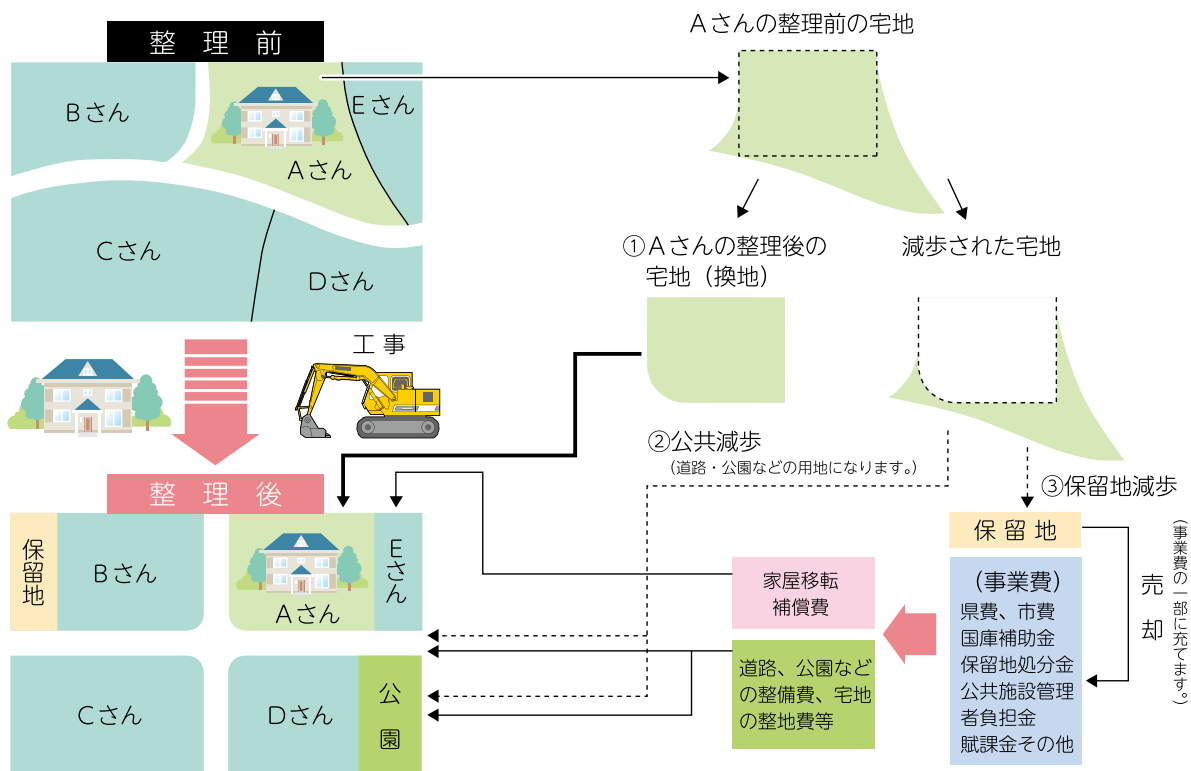 整理前
Aさんの整理前の宅地
Bさん
Eさん
Aさん
Cさん
Dさん
①Aさんの整理後の
宅地（換地）
減歩された宅地
工事
②公共減歩
（道路・公園などの用地になります。）
③保留地減歩
整理後
保留地
Bさん
Aさん
Eさん
Cさん
Dさん
公園
保留地
（事業費）
県費、市費
国庫補助金
保留地処分金
公共施設管理
者負担金
賦課金その他
売却
（事業費の一部に充てます。）
家屋移転
補償費
道路、公園など
の整備費、宅地
の整地費等